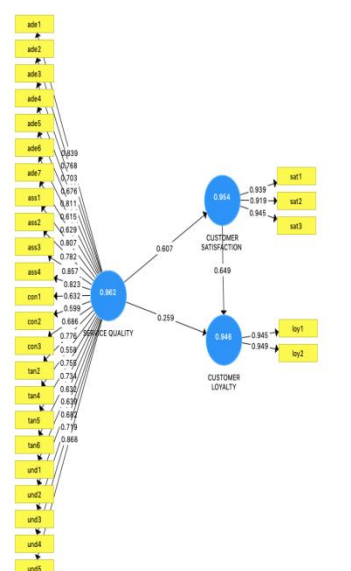 ade1
ade2
ade3
ade4
ade5
ade6
ade7
ass1
ass2
ass3
ass4
con1
con2
con3
tan2
tan4
tan5
tan6
und1
und2
und3
und4
und5
0.839
0.768
0.703
0.676
0.811
0.615
0.629
0.807
0.782
0.857
0.823
0.632
0.599
0.686
0.776
0.558
0.755
0.734
0.632
0.639
0.682
0.719
0.868
0.962
SERVICE QUALITY
0.607
0.259
0.954
CUSTOMER
SATISFACTION
0.939
0.919
0.945
sat1
sat2
sat3
0.649
0.946
CUSTOMER
LOYALTY
0.945
0.949
loy1
loy2